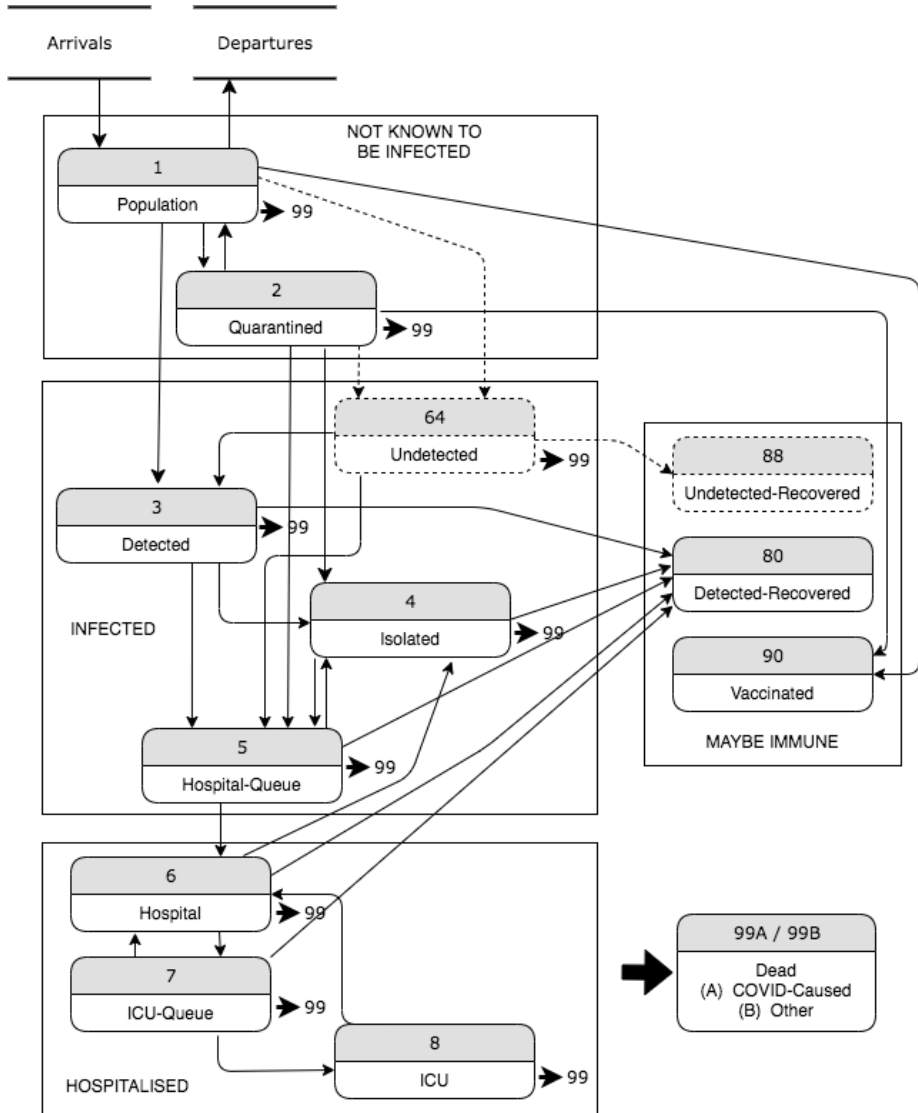 Arrivals
Departures
NOT KNOWN TO
BE INFECTED
1
Population
99
2
Quarantined
99
64
Undetected
99
88
Undetected-Recovered
3
Detected
99
80
Detected-Recovered
4
Isolated
99
INFECTED
90
Vaccinated
MAYBE IMMUNE
5
Hospital-Queue
99
6
Hospital
99
7
ICU-Queue
99
8
ICU
99
HOSPITALISED
99A / 99B
Dead
(A) COVID-Caused
(B) Other